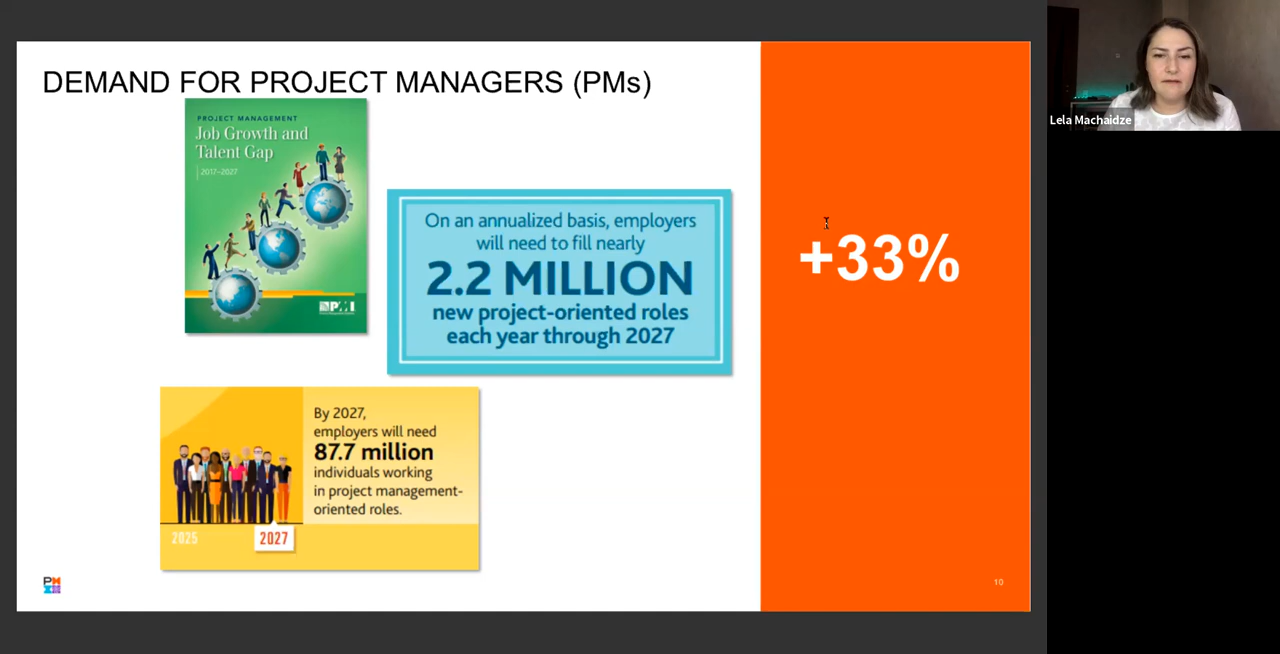 DEMAND FOR PROJECT MANAGERS (PMs)
PROJECT MANAGEMENT
Job Growth and
Talent Gap
2017–2027
PMI
On an annualized basis, employers
will need to fill nearly
2.2 MILLION
new project-oriented roles
each year through 2027
By 2027,
employers will need
87.7 million
individuals working
in project management-
oriented roles.
2025
2027
+33%
10
Lela Machaidze